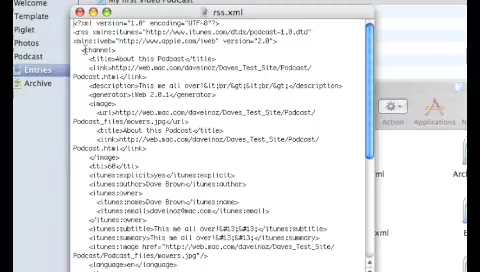 Welcome
My first Video Podcast
Template
Piglet
Photos
Podcast
Entries
Archive
rss.xml
<?xml version="1.0" encoding="UTF-8"?>
<rss xmlns:itunes="http://www.itunes.com/dtds/podcast-1.0.dtd"
xmlns:iweb="http://www.apple.com/iweb" version="2.0">
<channel>
<title>About this Podcast</title>
<link>http://web.mac.com/daveinoz/Daves_Test_Site/
Podcast.html</link>
<description>This me all over!&lt;br/&gt;&lt;br/&gt;</description>
<generator>iWeb 2.0.1</generator>
<image>
<url>http://web.mac.com/daveinoz/Daves_Test_Site/Podcast/
Podcast_files/mowers.jpg</url>
<title>About this Podcast</title>
<link>http://web.mac.com/daveinoz/Daves_Test_Site/
Podcast.html</link>
</image>
<ttl>60</ttl>
<itunes:explicit>yes</itunes:explicit>
<itunes:author>Dave Brown</itunes:author>
<itunes:owner>
<itunes:name>Dave Brown</itunes:name>
<itunes:email>daveinoz@mac.com</itunes:email>
</itunes:owner>
<itunes:subtitle>This me all over!&#13;&#13;</itunes:subtitle>
<itunes:summary>This me all over!&#13;&#13;</itunes:summary>
<itunes:image href="http://web.mac.com/daveinoz/Daves_Test_Site/
Podcast/Podcast_files/mowers.jpg"/>
<language>en</language>
Action
Applications
N
ml
Arc
xml